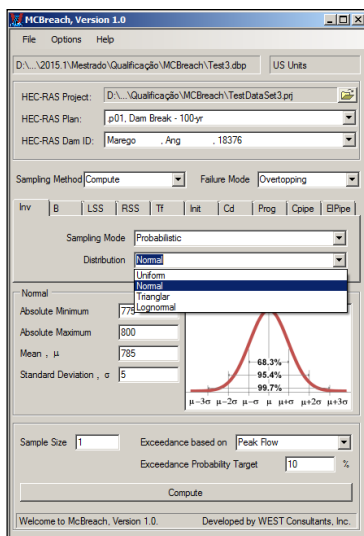 MCBreach, Version 1.0
File Options Help
D:\...\2015.1\Mestrado\Qualificação\MCBreach\Test3.dbp US Units
HEC-RAS Project: D:\...\Qualificação\MCBreach\TestDataSet3.prj
HEC-RAS Plan: .p01, Dam Break - 100-yr
HEC-RAS Dam ID: Marego , Ang , 18376
Sampling Method Compute Failure Mode Overtopping
Inv B LSS RSS Tf Init Cd Prog Cpipe ElPipe
Sampling Mode Probabilistic
Distribution Normal
Uniform
Normal
Trianglar
Lognormal
Normal
Absolute Minimum 775
Absolute Maximum 800
Mean , μ 785
Standard Deviation , σ 5
68.3%
95.4%
99.7%
μ-3σ μ-2σ μ-σ μ μ+σ μ+2σ μ+3σ
Sample Size 1 Exceedance based on Peak Flow
Exceedance Probability Target 10 %
Compute
Welcome to McBreach, Version 1.0. Developed by WEST Consultants, Inc.